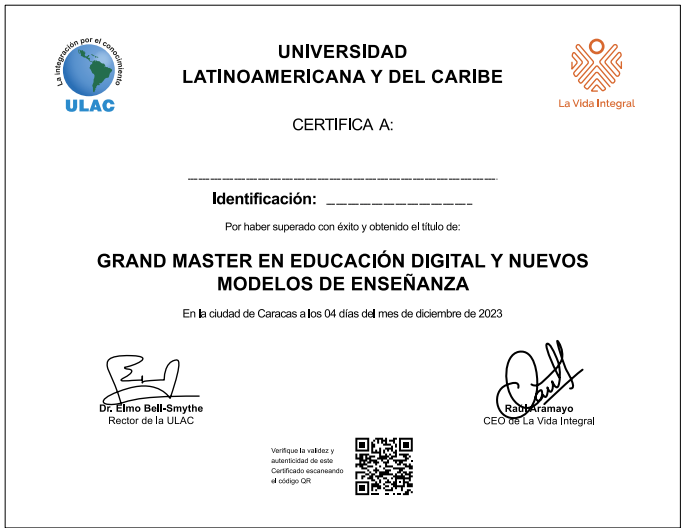 La integración por el conocimiento
ULAC
UNIVERSIDAD
LATINOAMERICANA Y DEL CARIBE
La Vida Integral
CERTIFICA A:
Identificación:
Por haber superado con éxito y obtenido el título de:
GRAND MASTER EN EDUCACIÓN DIGITAL Y NUEVOS
MODELOS DE ENSEÑANZA
En la ciudad de Caracas a los 04 días del mes de diciembre de 2023
Dr. Elmo Bell-Smythe
Rector de la ULAC
Raúl Aramayo
CEO de La Vida Integral
Verifique la validez y
autenticidad de este
Certificado escaneando
el código QR